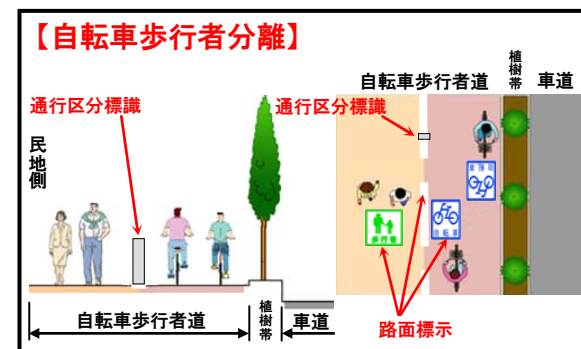 【自転車歩行者分離】
通行区分標識
民地側
自転車歩行者道
植樹帯
車道
自転車歩行者道
植樹帯
車道
通行区分標識
歩行者
自転車
自転車
路面標示